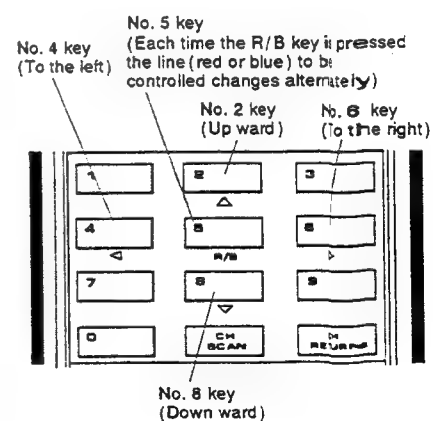 No. 5 key
(Each time the R/B key is pressed
the line (red or blue) to be
controlled changes alternately)
No. 4 key
(To the left)
No. 2 key
(Up ward)
No. 6 key
(To the right)
1
2
3
4
5
6
R/B
7
8
9
0
CH
SCAN
No. 8 key
(Down ward)